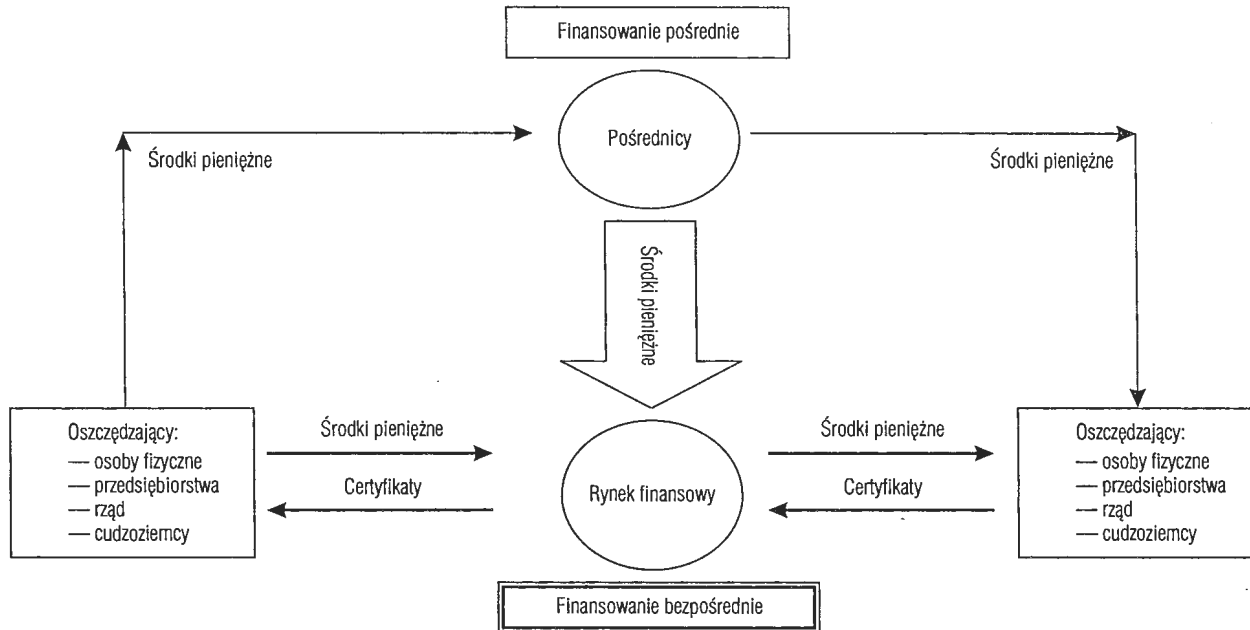 Finansowanie pośrednie
Pośrednicy
Środki pieniężne
Środki pieniężne
Środki pieniężne
Oszczędzający:
— osoby fizyczne
— przedsiębiorstwa
— rząd
— cudzoziemcy
Środki pieniężne
Certyfikaty
Rynek finansowy
Środki pieniężne
Certyfikaty
Oszczędzający:
— osoby fizyczne
— przedsiębiorstwa
— rząd
— cudzoziemcy
Finansowanie bezpośrednie